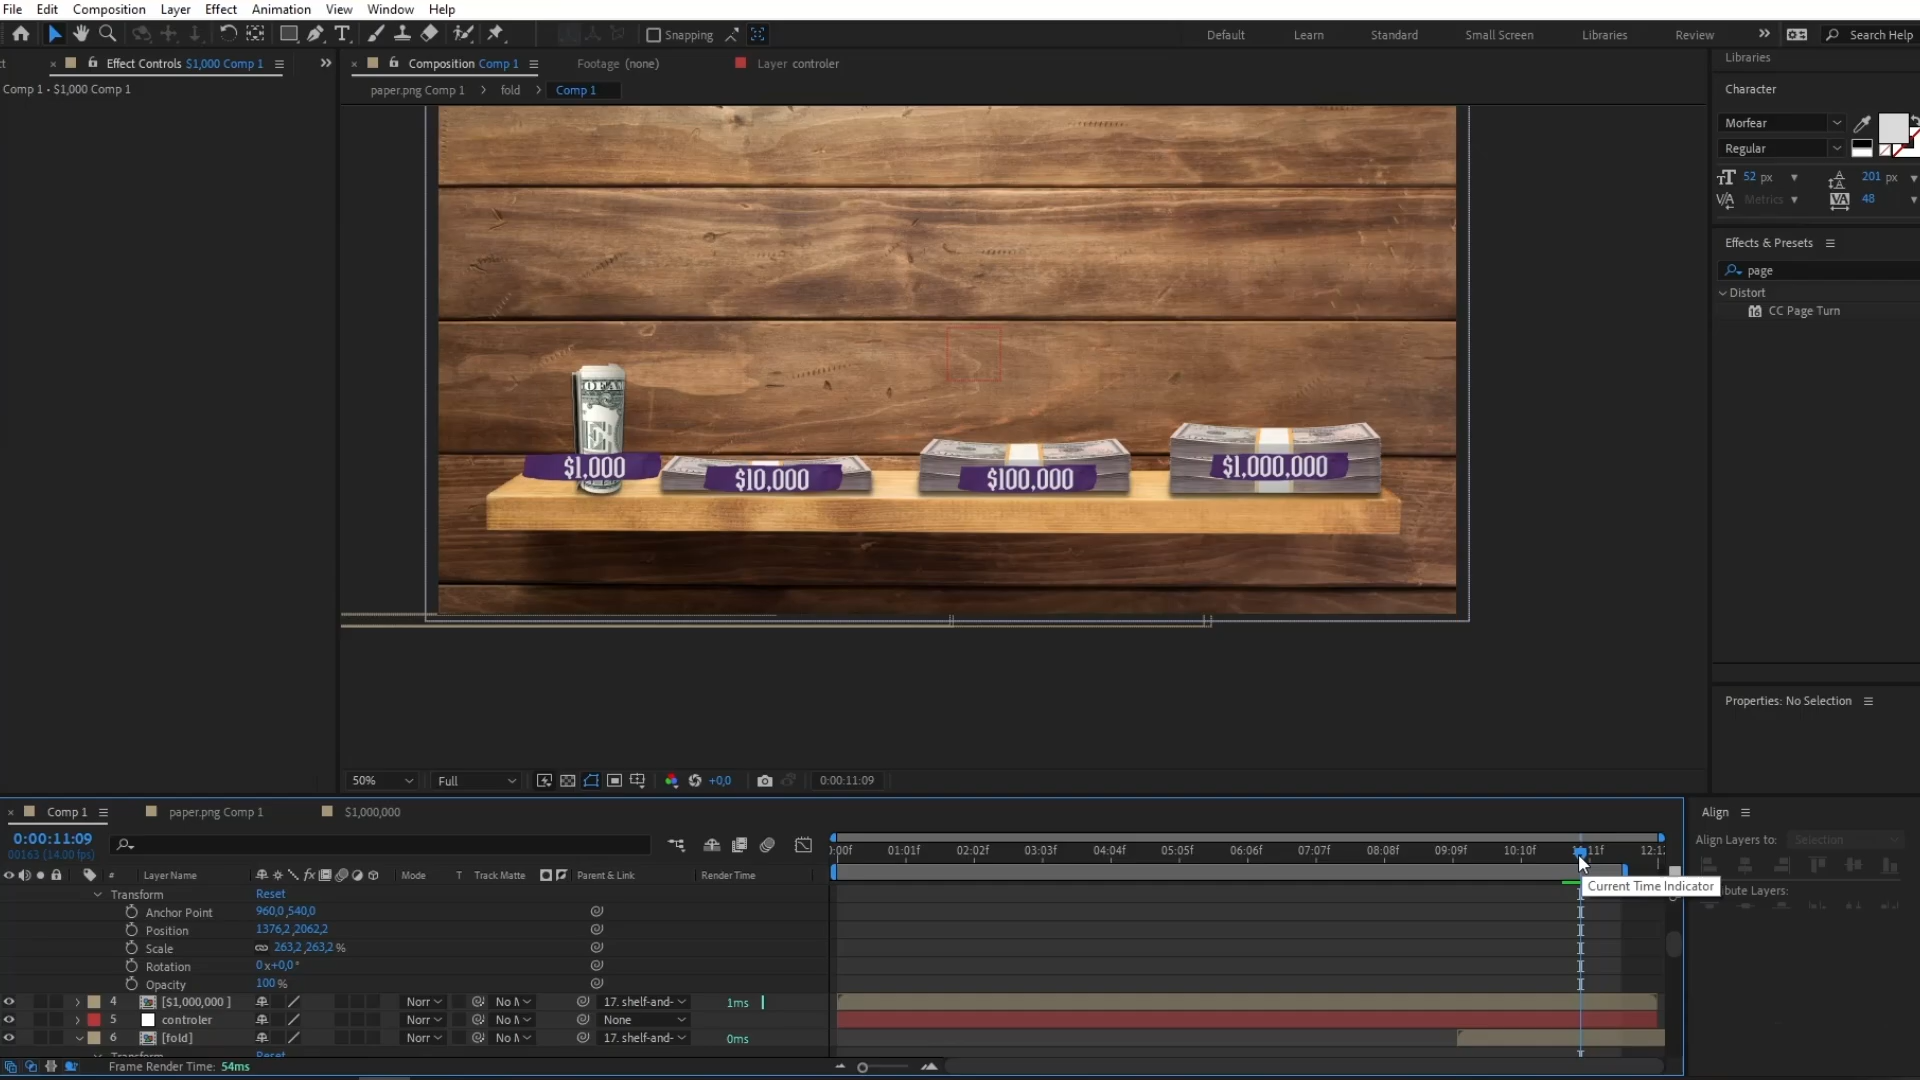 File Edit Composition Layer Effect Animation View Window Help
Snapping
Default Learn Standard Small Screen Libraries Review Search Help
Effect Controls $1,000 Comp 1
Comp 1 • $1,000 Comp 1
Composition Comp 1
Footage (none)
Layer controler
paper.png Comp 1 fold Comp 1
$1,000
$10,000
$100,000
$1,000,000
50% Full +0,0 0:00:11:09
Libraries
Character
Morfear
Regular
52 px 201 px
Metrics 48
Effects & Presets
page
Distort
CC Page Turn
Properties: No Selection
Comp 1 paper.png Comp 1 $1,000,000
0:00:11:09
00163 (14.00 fps)
01:01f 02:02f 03:03f 04:04f 05:05f 06:06f 07:07f 08:08f 09:09f 10:10f
# Layer Name Mode T Track Matte Parent & Link Render Time
Transform Reset
Anchor Point 960,0,540,0
Position 1376,2,2062,2
Scale 263,2,263,2 %
Rotation 0x+0,0°
Opacity 100 %
4 [$1,000,000 ] Norr No M 17. shelf-and- 1ms
5 controler Norr No M None
6 [fold] Norr No M 17. shelf-and- 0ms
Frame Render Time: 54ms
Current Time Indicator
Align
Align Layers to: Selection
bute Layers: